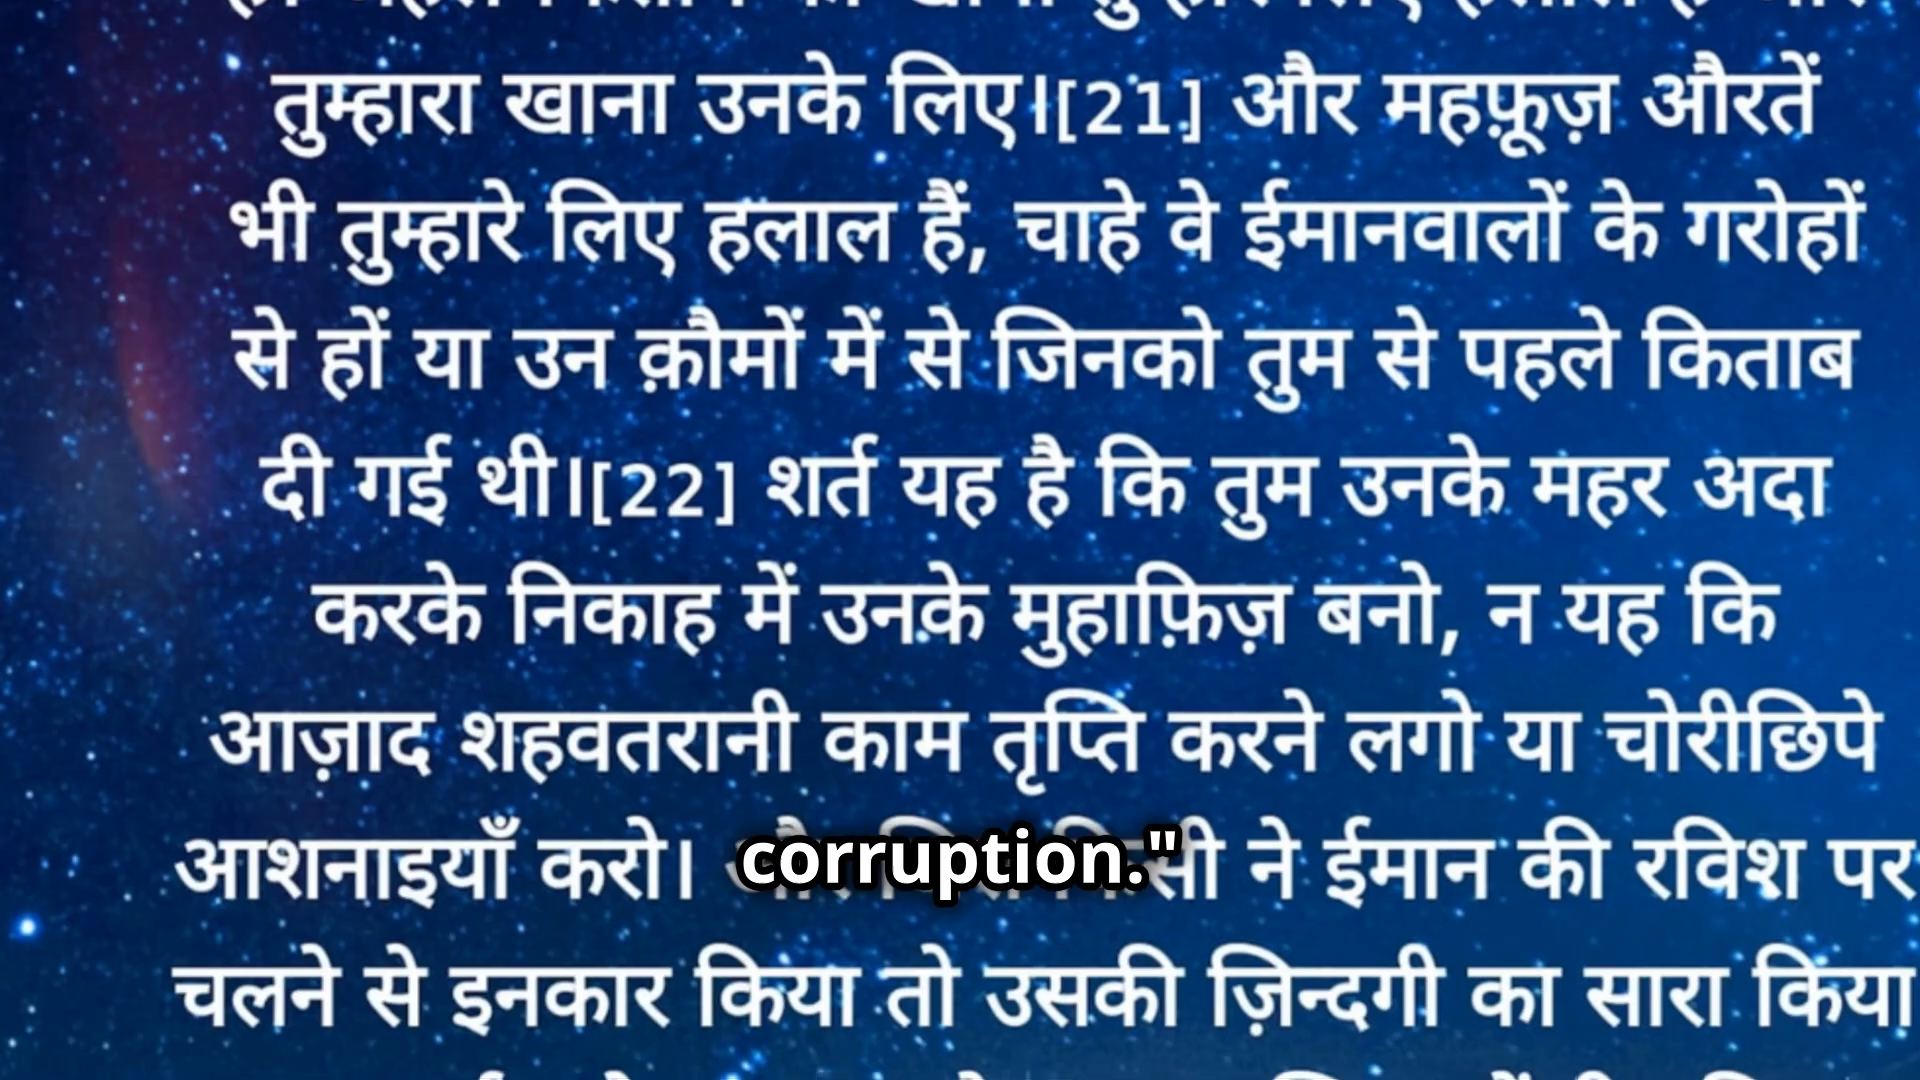 तुम्हारा खाना उनके लिए।[21] और महफ़ूज़ औरतें
भी तुम्हारे लिए हलाल हैं, चाहे वे ईमानवालों के गरोहों
से हों या उन क़ौमों में से जिनको तुम से पहले किताब
दी गई थी।[22] शर्त यह है कि तुम उनके महर अदा
करके निकाह में उनके मुहाफ़िज़ बनो, न यह कि
आज़ाद शहवतरानी काम तृप्ति करने लगो या चोरीछिपे
आशनाइयाँ करो। ने ईमान की रविश पर
corruption."
चलने से इनकार किया तो उसकी ज़िन्दगी का सारा किया